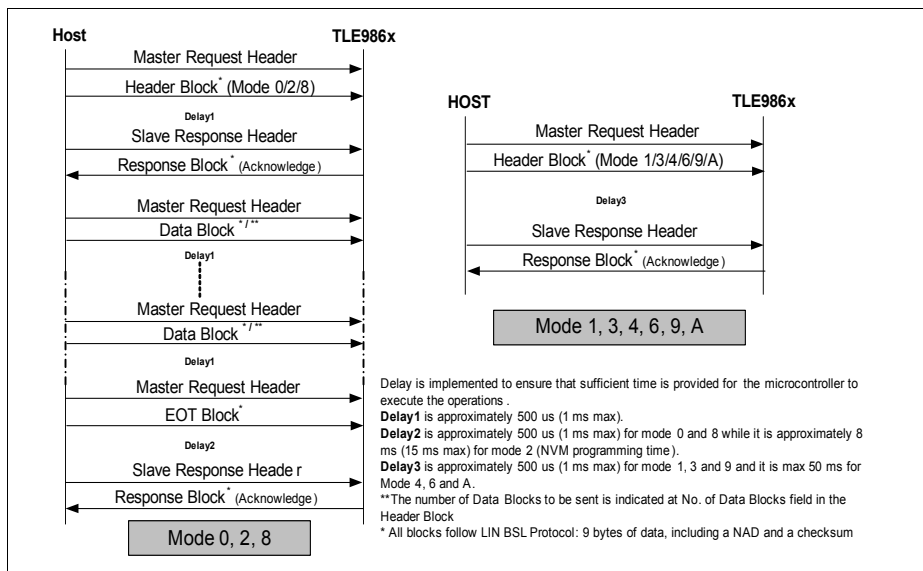 Host TLE986x
Master Request Header
Header Block* (Mode 0/2/8)
Delay1
Slave Response Header
Response Block* (Acknowledge)
Master Request Header
Data Block */**
Delay1
Master Request Header
Data Block */**
Delay1
Master Request Header
EOT Block*
Delay2
Slave Response Heade r
Response Block* (Acknowledge)
Mode 0, 2, 8
HOST TLE986x
Master Request Header
Header Block* (Mode 1/3/4/6/9/A)
Delay3
Slave Response Header
Response Block* (Acknowledge)
Mode 1, 3, 4, 6, 9, A
Delay is implemented to ensure that sufficient time is provided for the microcontroller to
execute the operations .
Delay1 is approximately 500 us (1 ms max).
Delay2 is approximately 500 us (1 ms max) for mode 0 and 8 while it is approximately 8
ms (15 ms max) for mode 2 (NVM programming time).
Delay3 is approximately 500 us (1 ms max) for mode 1, 3 and 9 and it is max 50 ms for
Mode 4, 6 and A.
**The number of Data Blocks to be sent is indicated at No. of Data Blocks field in the
Header Block
* All blocks follow LIN BSL Protocol: 9 bytes of data, including a NAD and a checksum